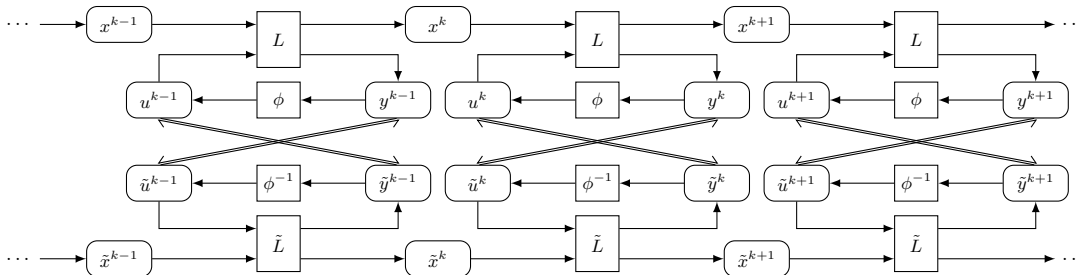 ⋯ x^{k−1} L x^k L x^{k+1} L ⋯
u^{k−1} ϕ y^{k−1} u^k ϕ y^k u^{k+1} ϕ y^{k+1}
ũ^{k−1} ϕ^{−1} ỹ^{k−1} ũ^k ϕ^{−1} ỹ^k ũ^{k+1} ϕ^{−1} ỹ^{k+1}
⋯ x̃^{k−1} L̃ x̃^k L̃ x̃^{k+1} L̃ ⋯